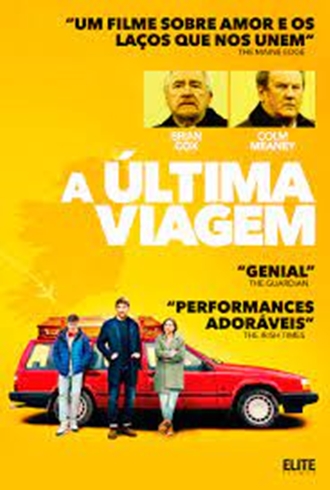 "UM FILME SOBRE AMOR E OS
LAÇOS QUE NOS UNEM"
THE MAINE EDGE
BRIAN
COX
COLM
MEANEY
A ÚLTIMA
VIAGEM
"GENIAL"
THE GUARDIAN
"PERFORMANCES
ADORÁVEIS"
THE IRISH TIMES
ELITE
FILMES